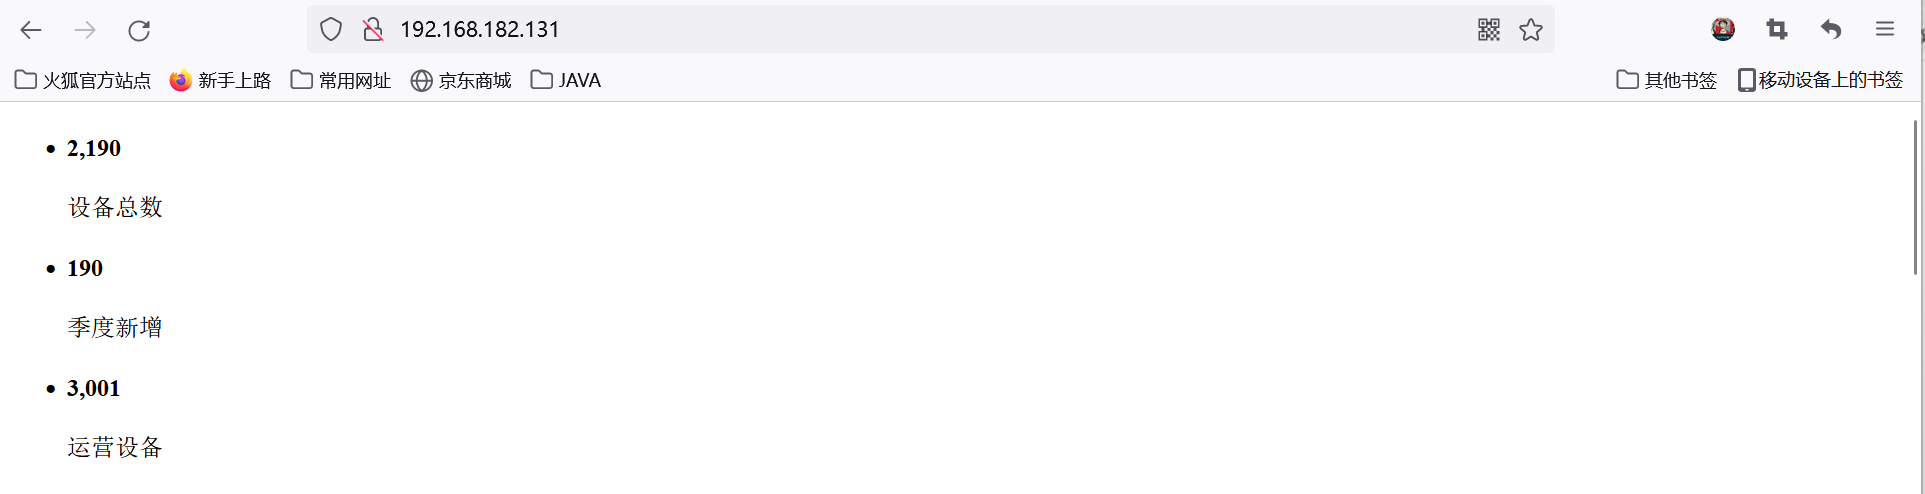 192.168.182.131
火狐官方站点 新手上路 常用网址 京东商城 JAVA 其他书签 移动设备上的书签
2,190
设备总数
190
季度新增
3,001
运营设备